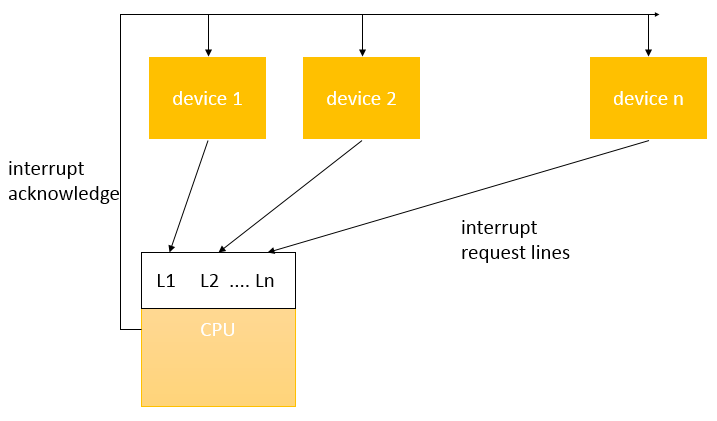 device 1
device 2
device n
interrupt
acknowledge
interrupt
request lines
L1 L2 .... Ln
CPU